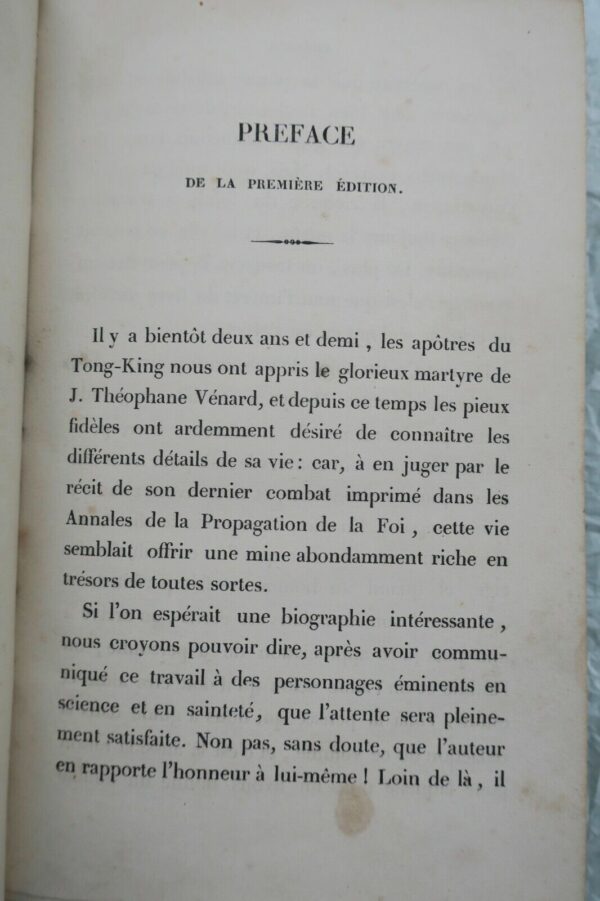 PREFACE
DE LA PREMIÈRE ÉDITION.
Il y a bientôt deux ans et demi, les apôtres du
Tong-King nous ont appris le glorieux martyre de
J. Théophane Vénard, et depuis ce temps les pieux
fidèles ont ardemment désiré de connaître les
différents détails de sa vie: car, à en juger par le
récit de son dernier combat imprimé dans les
Annales de la Propagation de la Foi, cette vie
semblait offrir une mine abondamment riche en
trésors de toutes sortes.
Si l'on espérait une biographie intéressante,
nous croyons pouvoir dire, après avoir commu-
niqué ce travail à des personnages éminents en
science et en sainteté, que l'attente sera pleine-
ment satisfaite. Non pas, sans doute, que l'auteur
en rapporte l'honneur à lui-même! Loin de là, il